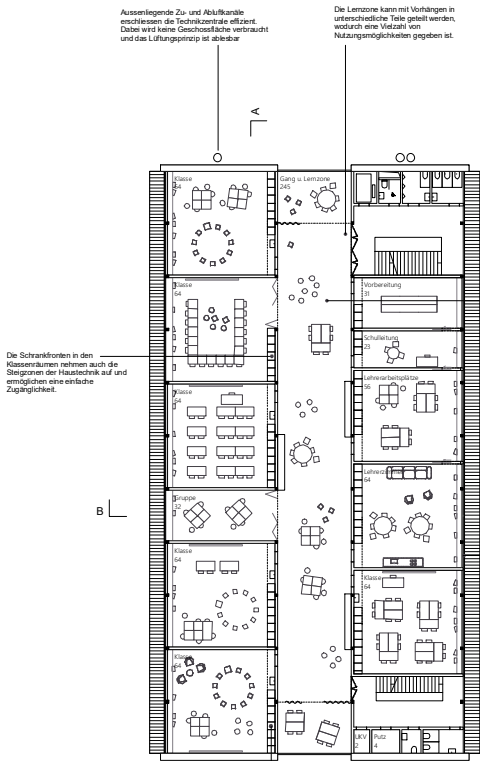 Aussenliegende Zu- und Abluftkanäle
erschliessen die Technikzentrale effizient.
Dabei wird keine Geschossfläche verbraucht
und das Lüftungsprinzip ist ablesbar
Die Lernzone kann mit Vorhängen in
unterschiedliche Teile geteilt werden,
wodurch eine Vielzahl von
Nutzungsmöglichkeiten gegeben ist.
A
Klasse
64
Gang u. Lernzone
245
Klasse
64
Vorbereitung
31
Schulleitung
23
Die Schrankfronten in den
Klassenräumen nehmen auch die
Steigzonen der Haustechnik auf und
ermöglichen eine einfache
Zugänglichkeit.
Klasse
64
Lehrerarbeitsplätze
56
Lehrerzimmer
64
B
Gruppe
32
Klasse
64
Klasse
64
Klasse
64
UKV
2
Putz
4